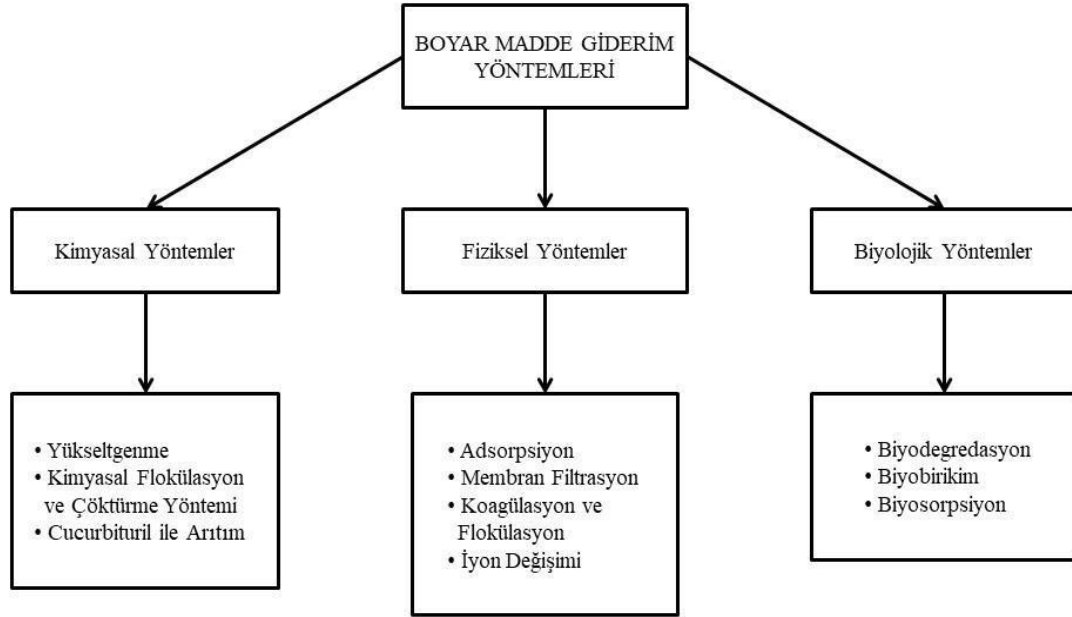 BOYAR MADDE GİDERİM
YÖNTEMLERİ
Kimyasal Yöntemler
Fiziksel Yöntemler
Biyolojik Yöntemler
• Yükseltgenme
• Kimyasal Flokülasyon
ve Çöktürme Yöntemi
• Cucurbituril ile Arıtım
• Adsorpsiyon
• Membran Filtrasyon
• Koagülasyon ve
Flokülasyon
• İyon Değişimi
• Biyodegredasyon
• Biyobirikim
• Biyosorpsiyon